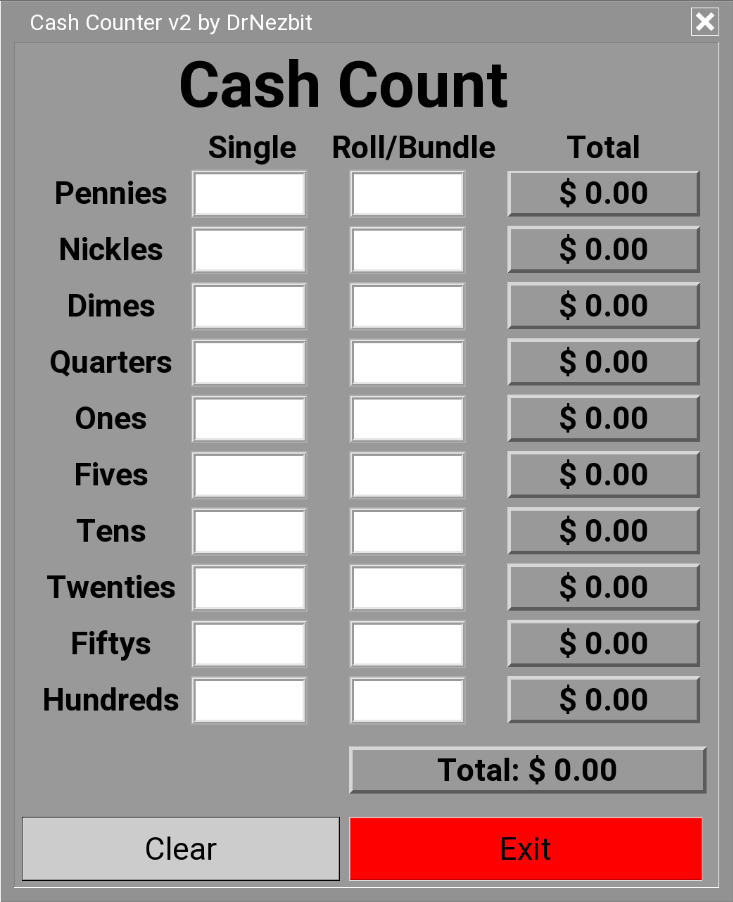 Cash Counter v2 by DrNezbit
Cash Count
Single Roll/Bundle Total
Pennies $ 0.00
Nickles $ 0.00
Dimes $ 0.00
Quarters $ 0.00
Ones $ 0.00
Fives $ 0.00
Tens $ 0.00
Twenties $ 0.00
Fiftys $ 0.00
Hundreds $ 0.00
Total: $ 0.00
Clear Exit